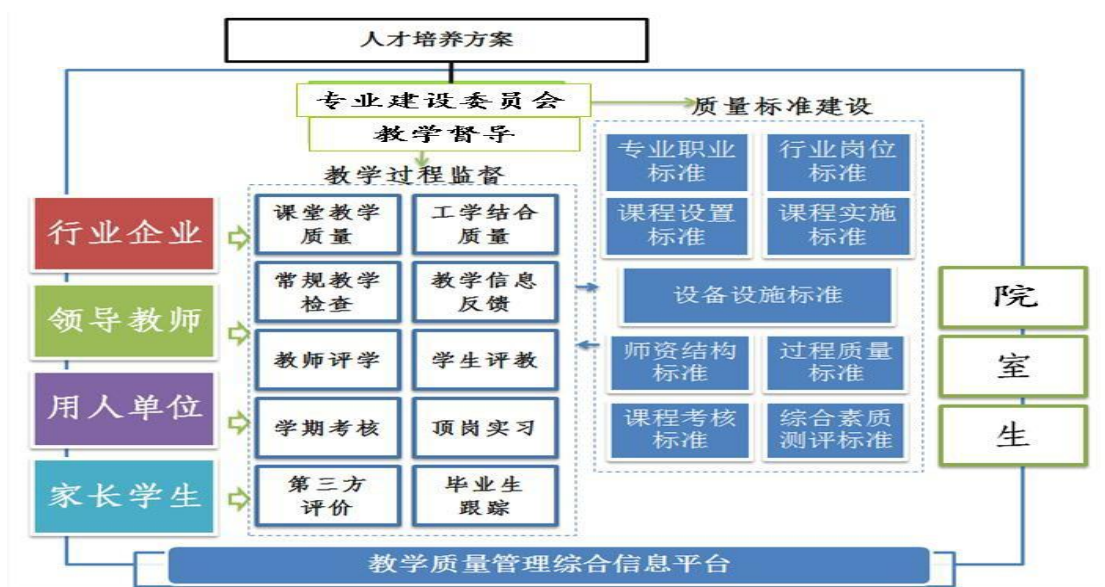 人才培养方案
专业建设委员会
教学督导
质量标准建设
教学过程监督
行业企业
领导教师
用人单位
家长学生
课堂教学
质量
工学结合
质量
常规教学
检查
教学信息
反馈
教师评学
学生评教
学期考核
顶岗实习
第三方
评价
毕业生
跟踪
专业职业
标准
行业岗位
标准
课程设置
标准
课程实施
标准
设备设施标准
师资结构
标准
过程质量
标准
课程考核
标准
综合素质
测评标准
院
室
生
教学质量管理综合信息平台